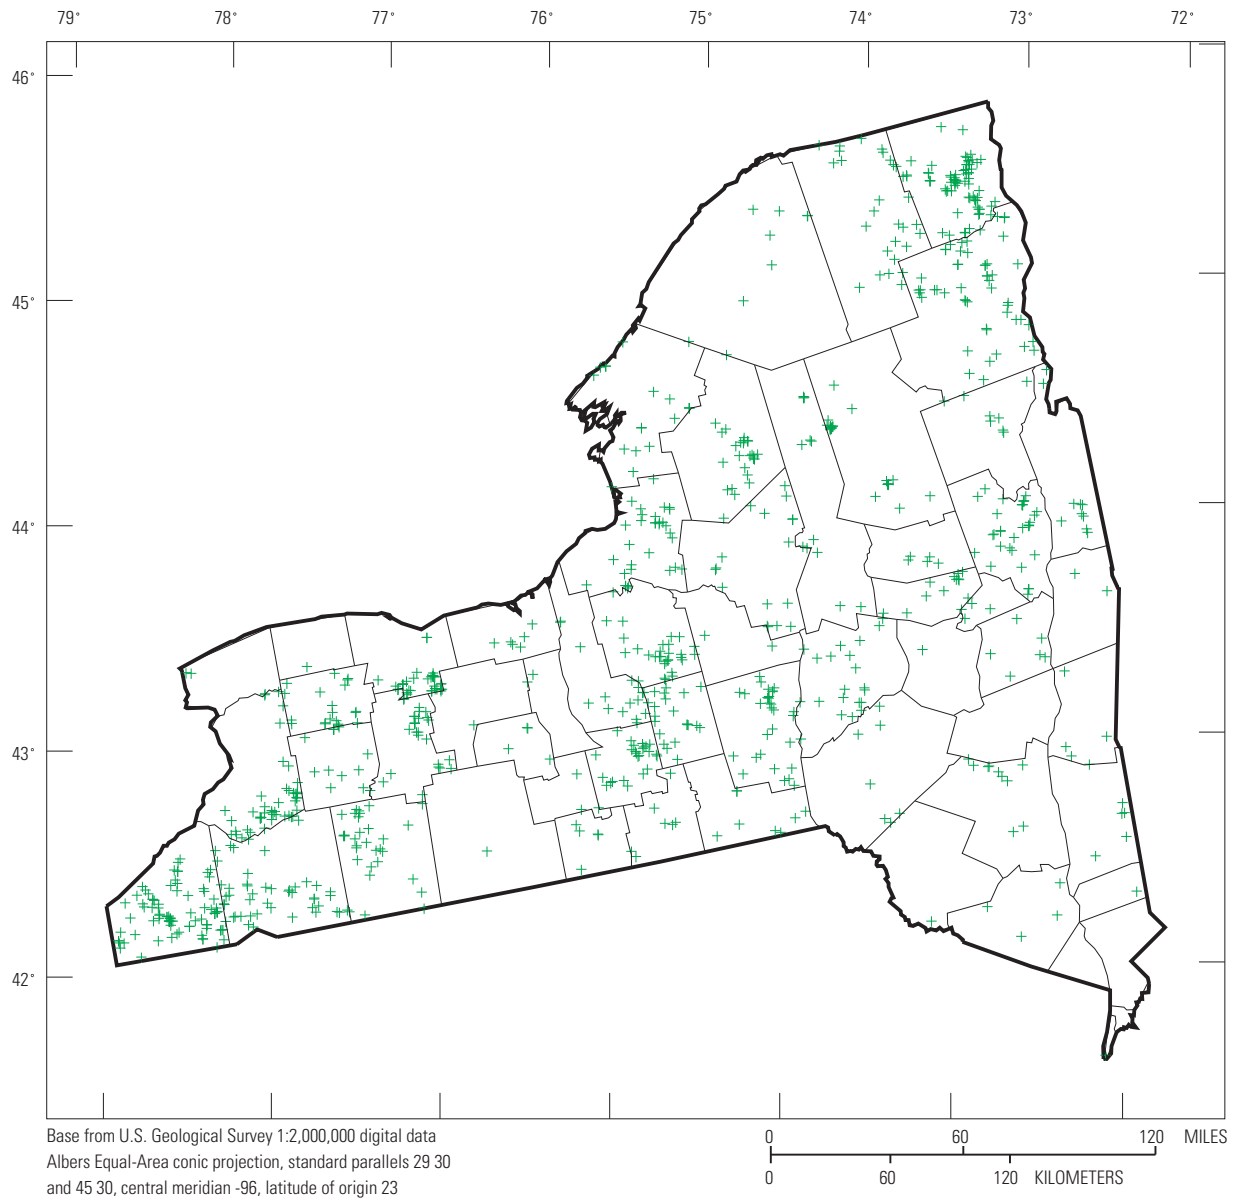 79° 78° 77° 76° 75° 74° 73° 72°
46°
45°
44°
43°
42°
Base from U.S. Geological Survey 1:2,000,000 digital data
Albers Equal-Area conic projection, standard parallels 29 30
and 45 30, central meridian -96, latitude of origin 23
0 60 120 MILES
0 60 120 KILOMETERS